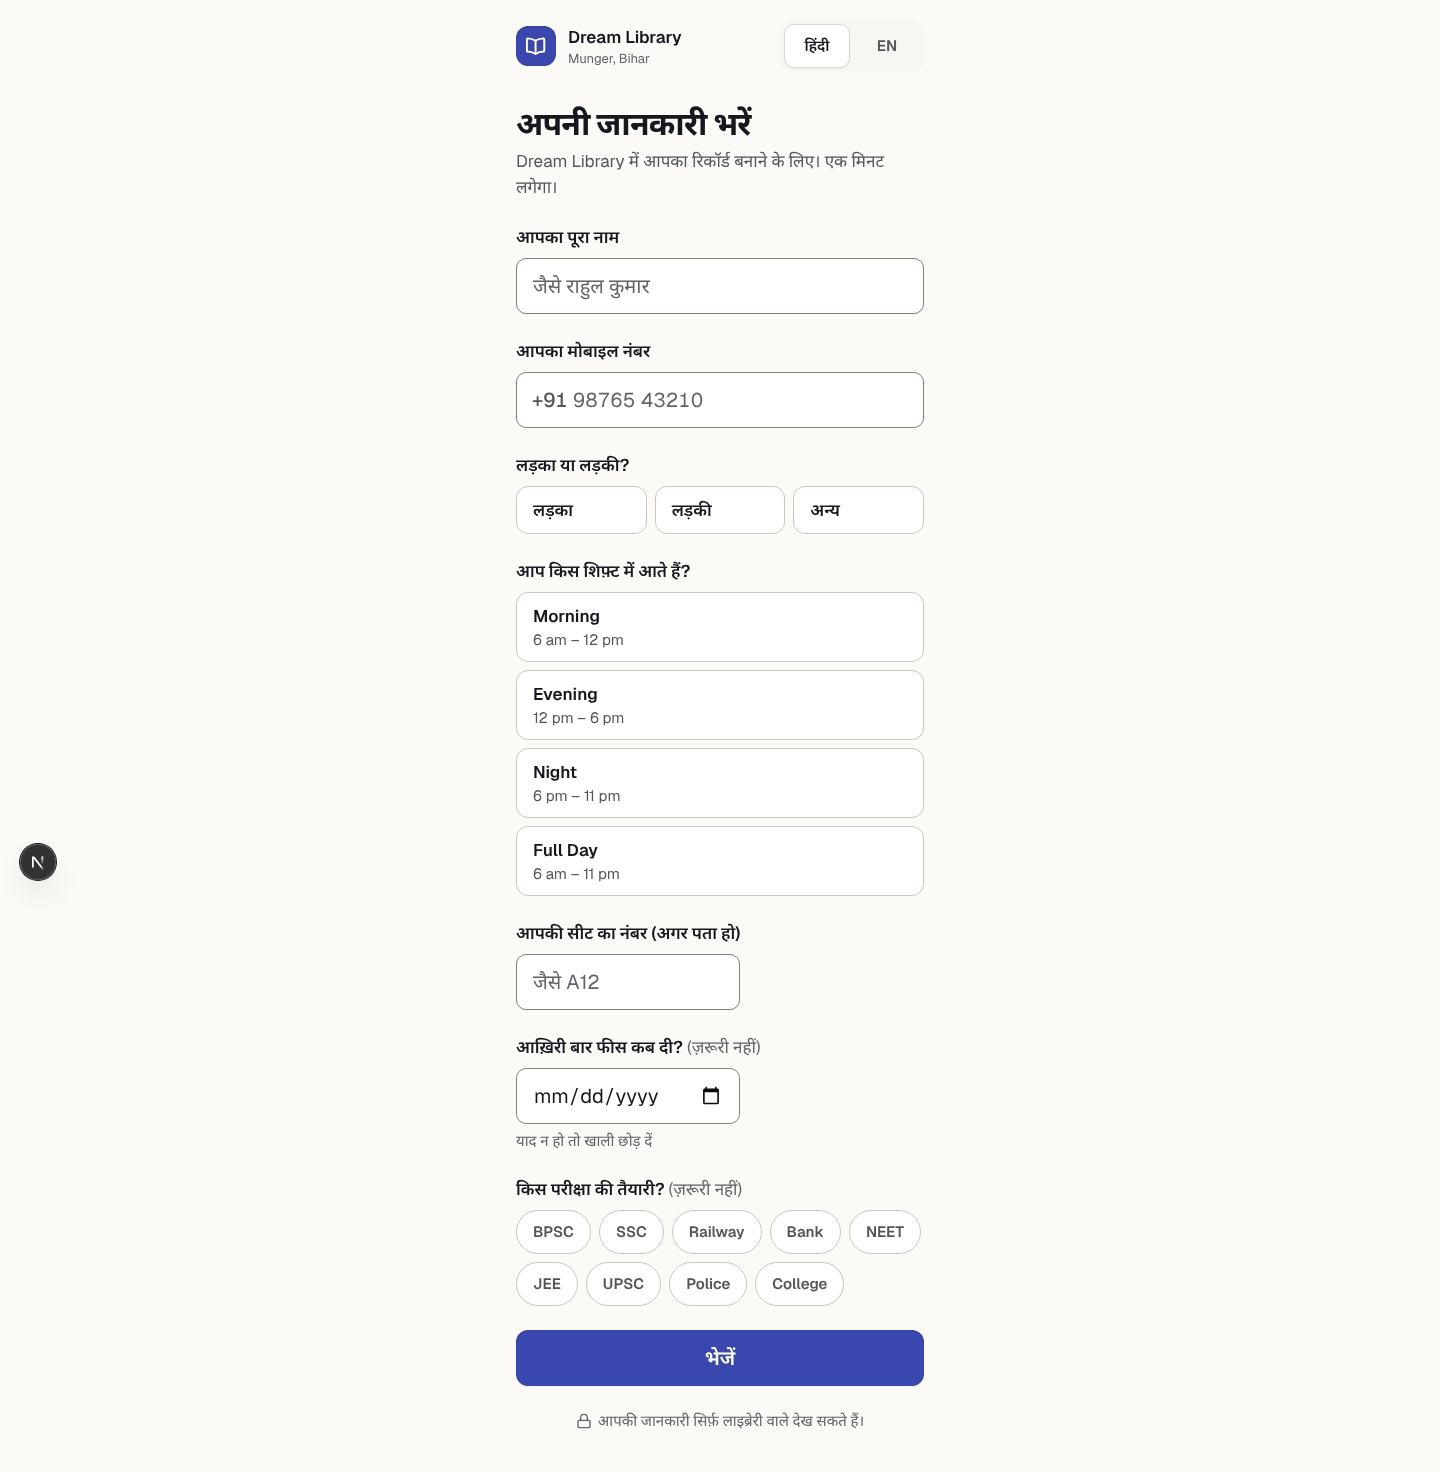 Dream Library
Munger, Bihar
हिंदी
EN
अपनी जानकारी भरें
Dream Library में आपका रिकॉर्ड बनाने के लिए। एक मिनट
लगेगा।
आपका पूरा नाम
जैसे राहुल कुमार
आपका मोबाइल नंबर
+91 98765 43210
लड़का या लड़की?
लड़का
लड़की
अन्य
आप किस शिफ़्ट में आते हैं?
Morning
6 am – 12 pm
Evening
12 pm – 6 pm
Night
6 pm – 11 pm
Full Day
6 am – 11 pm
आपकी सीट का नंबर (अगर पता हो)
जैसे A12
आख़िरी बार फीस कब दी? (ज़रूरी नहीं)
mm/dd/yyyy
याद न हो तो खाली छोड़ दें
किस परीक्षा की तैयारी? (ज़रूरी नहीं)
BPSC
SSC
Railway
Bank
NEET
JEE
UPSC
Police
College
भेजें
आपकी जानकारी सिर्फ़ लाइब्रेरी वाले देख सकते हैं।